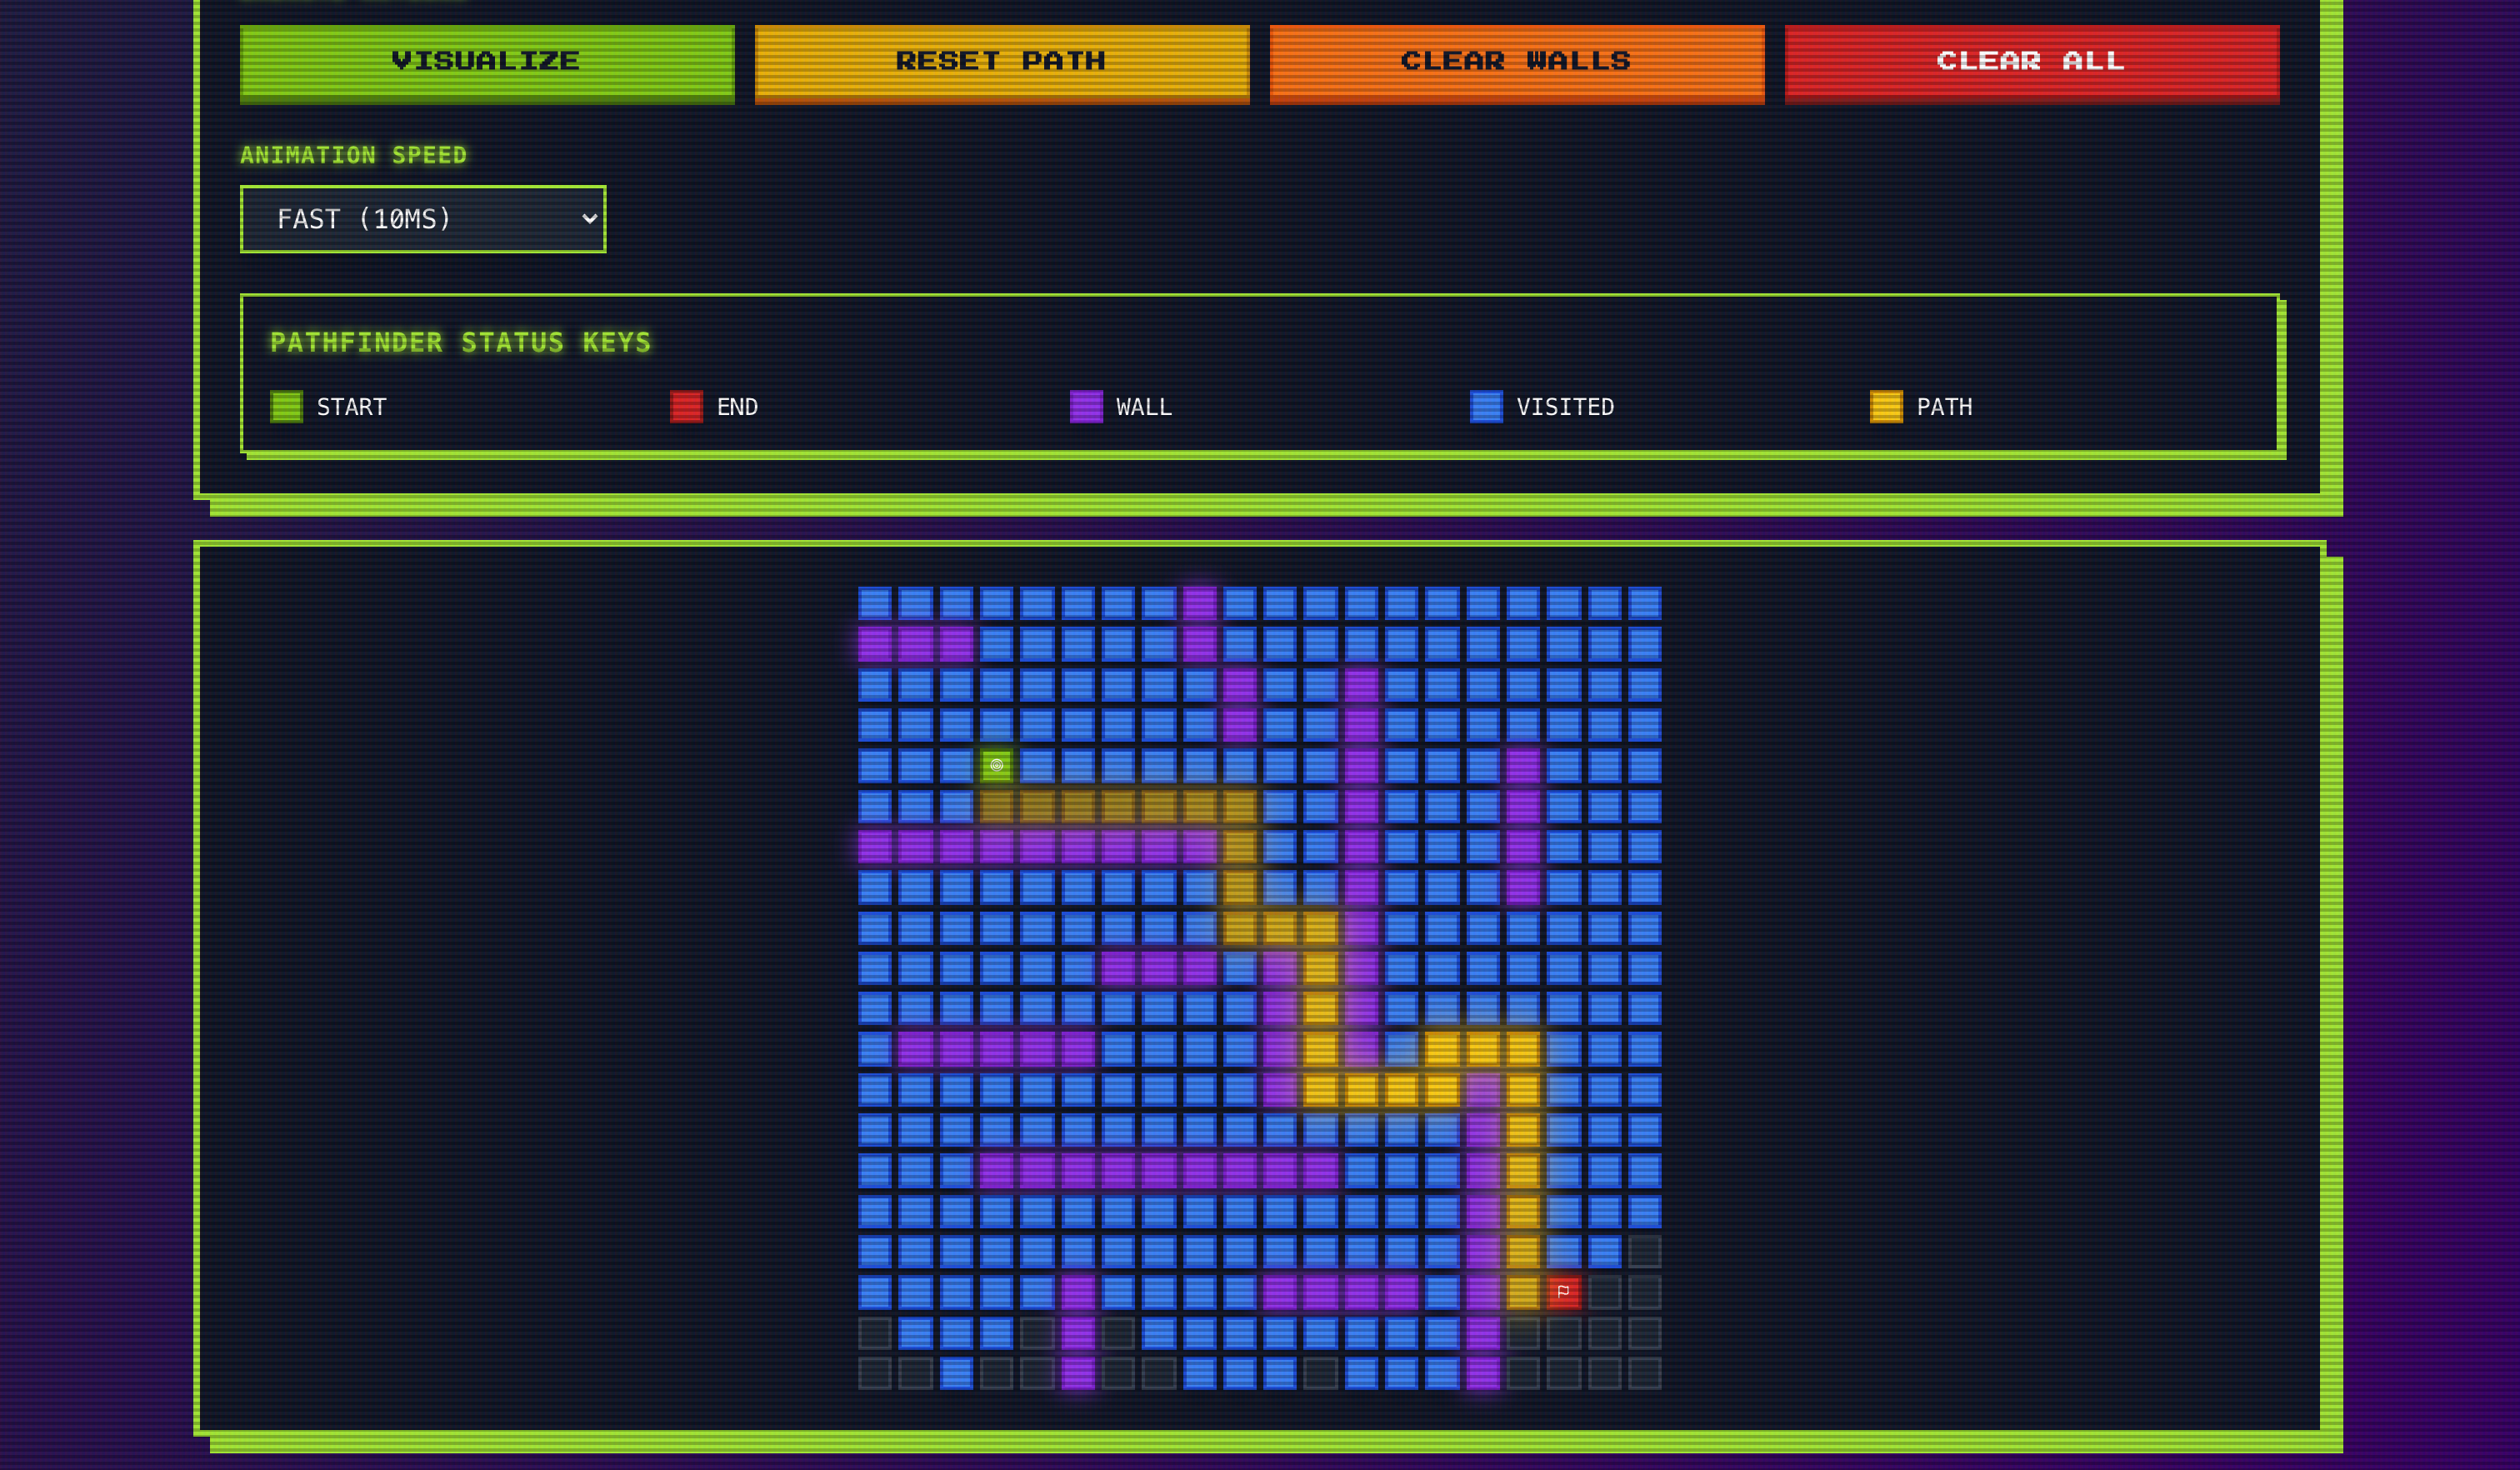 VISUALIZE
RESET PATH
CLEAR WALLS
CLEAR ALL
ANIMATION SPEED
FAST (10MS)
PATHFINDER STATUS KEYS
START
END
WALL
VISITED
PATH